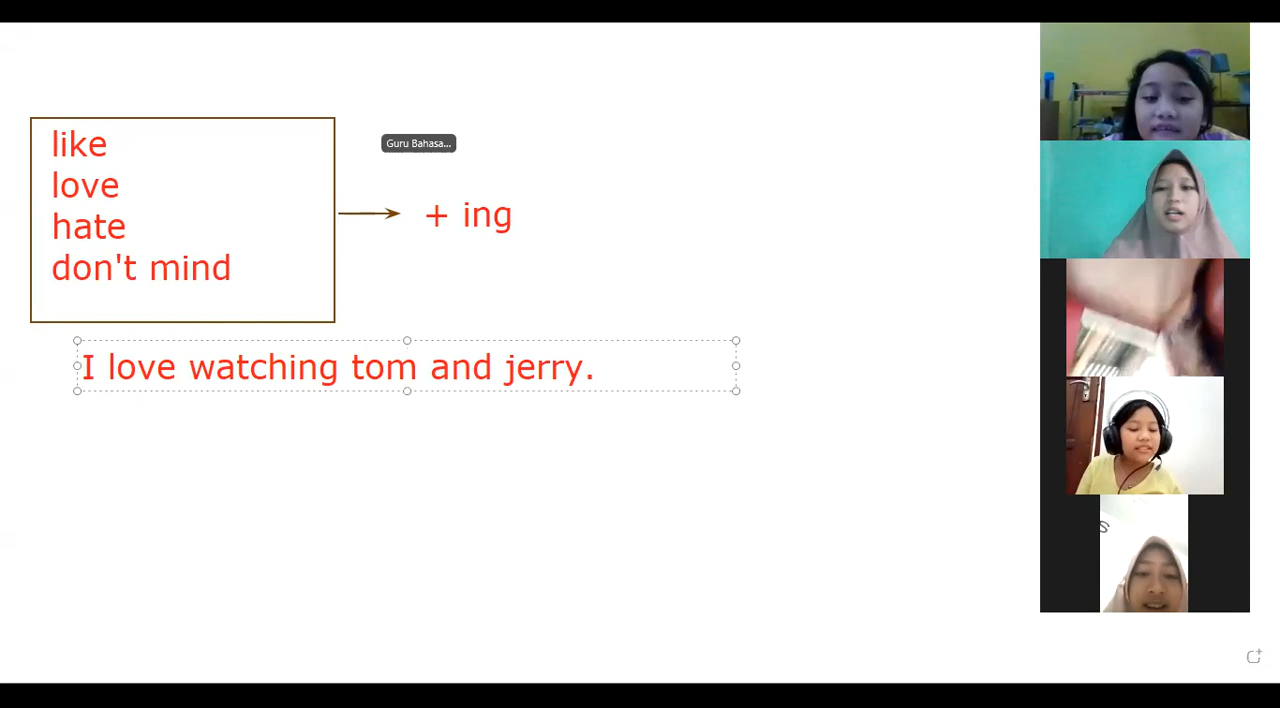 like
love
hate
don't mind
Guru Bahasa...
+ ing
I love watching tom and jerry.
S